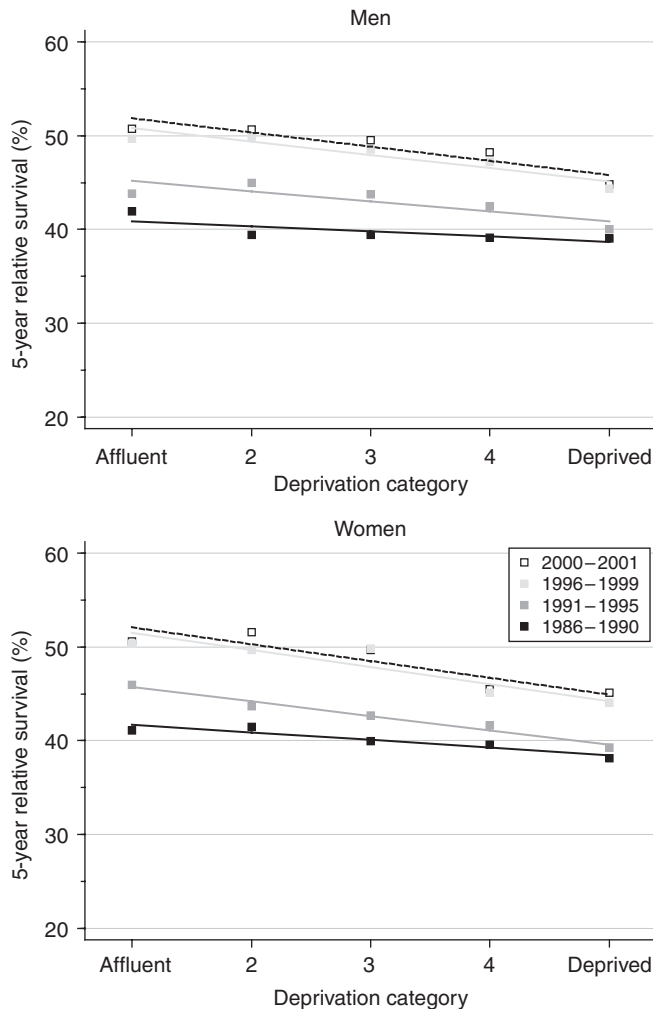 Men
60
50
40
30
20
5-year relative survival (%)
Affluent 2 3 4 Deprived
Deprivation category
Women
60
50
40
30
20
5-year relative survival (%)
2000–2001
1996–1999
1991–1995
1986–1990
Affluent 2 3 4 Deprived
Deprivation category